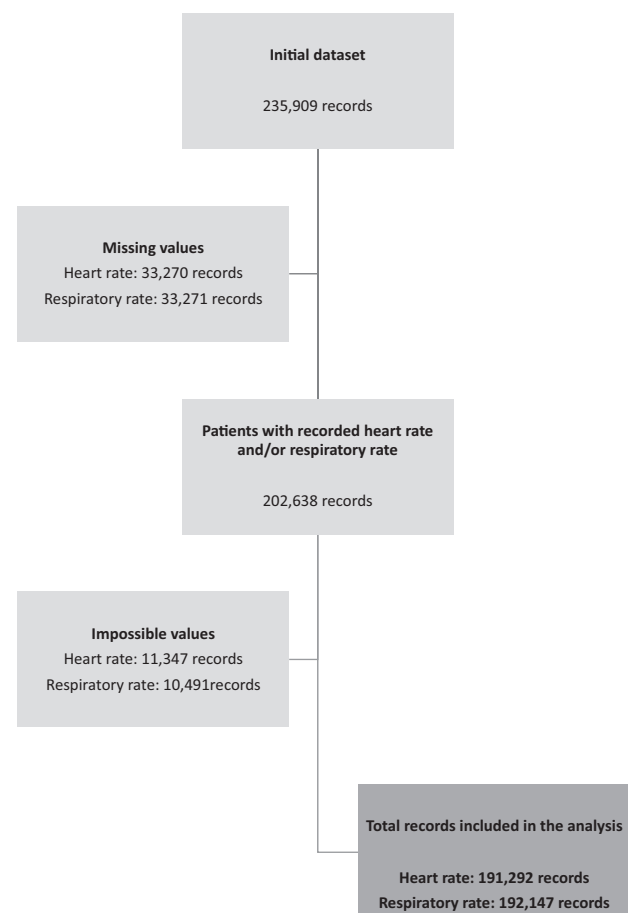 Initial dataset
235,909 records
Missing values
Heart rate: 33,270 records
Respiratory rate: 33,271 records
Patients with recorded heart rate
and/or respiratory rate
202,638 records
Impossible values
Heart rate: 11,347 records
Respiratory rate: 10,491records
Total records included in the analysis
Heart rate: 191,292 records
Respiratory rate: 192,147 records